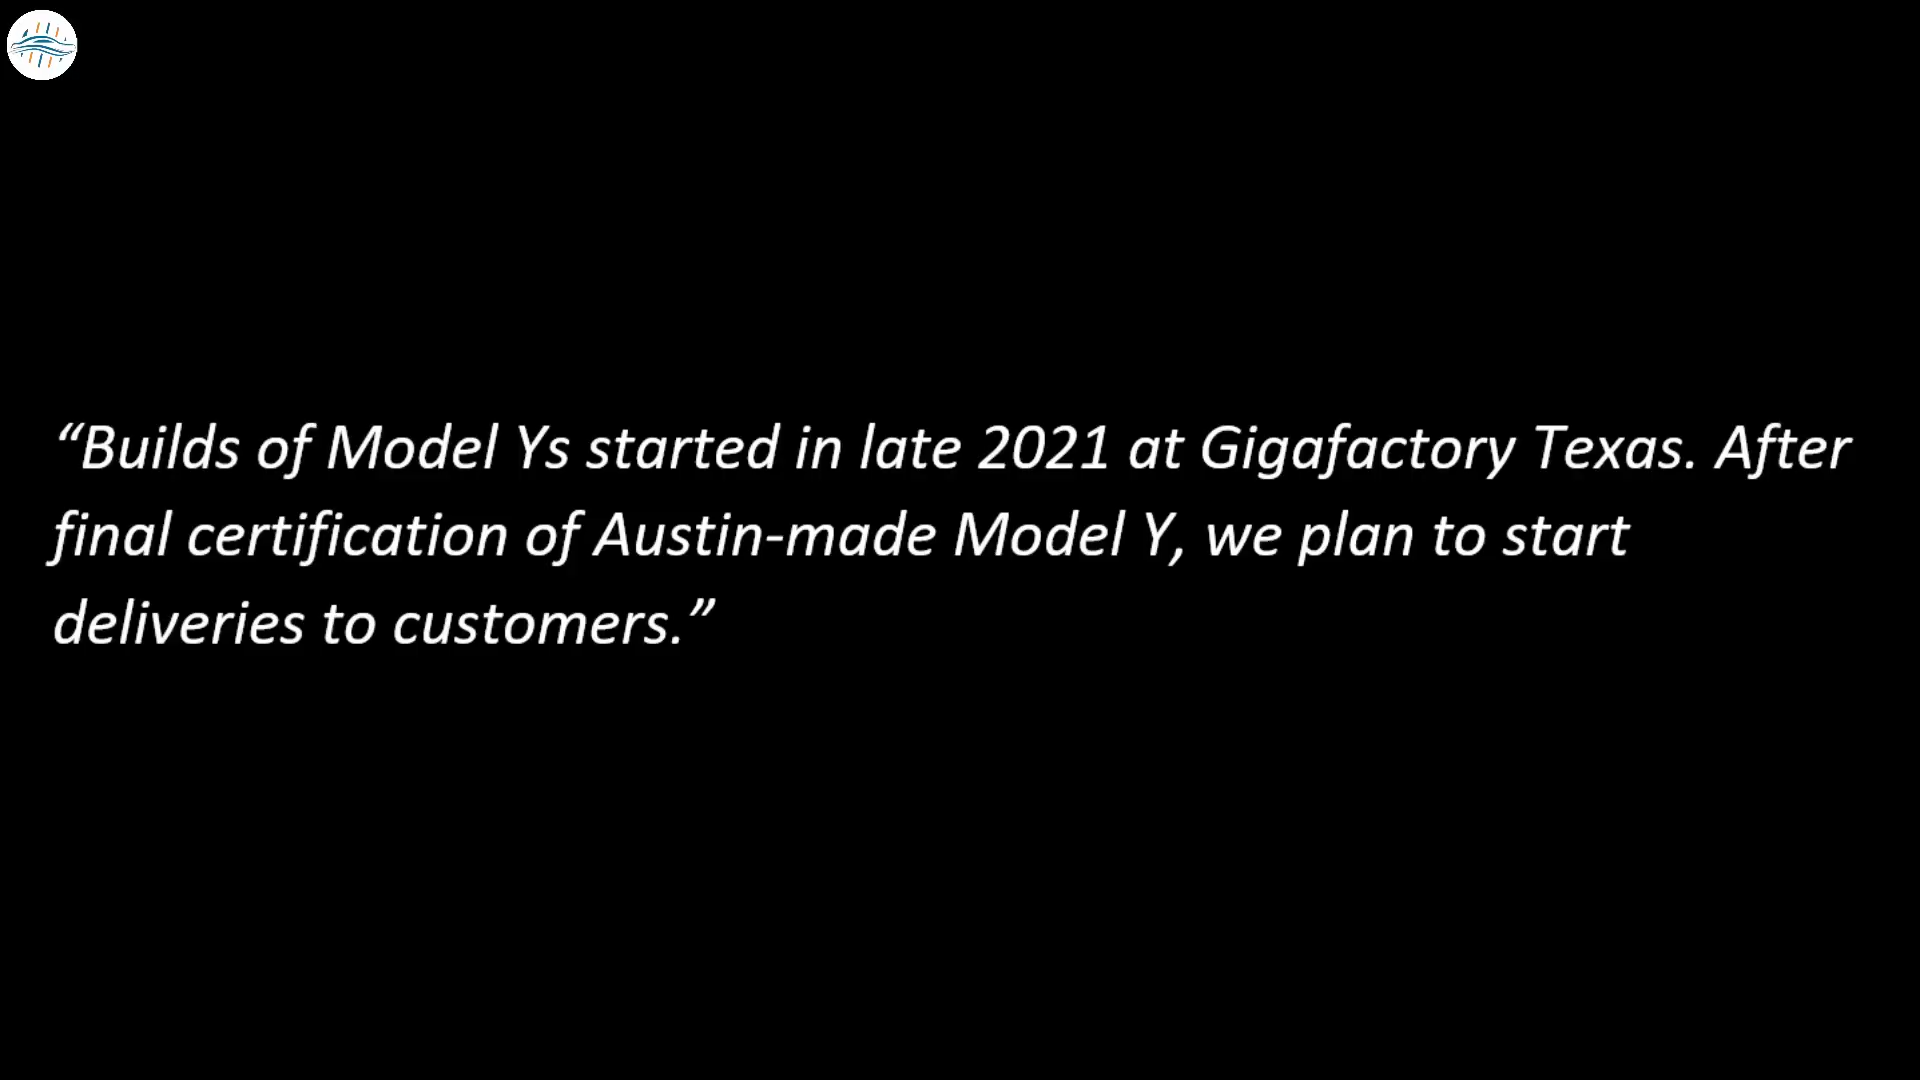 “Builds of Model Ys started in late 2021 at Gigafactory Texas. After
final certification of Austin-made Model Y, we plan to start
deliveries to customers.”